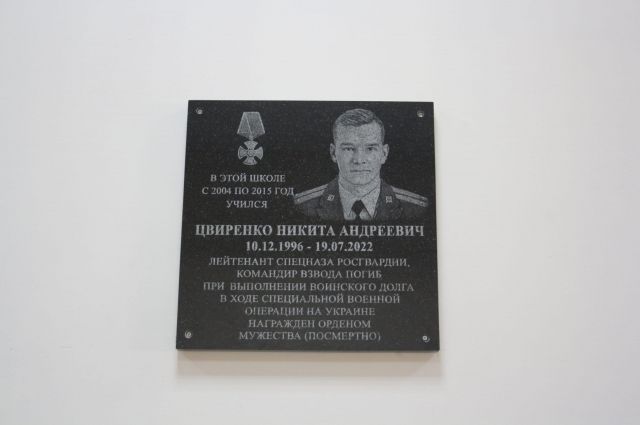 В ЭТОЙ ШКОЛЕ
С 2004 ПО 2015 ГОД
УЧИЛСЯ
ЦВИРЕНКО НИКИТА АНДРЕЕВИЧ
10.12.1996 - 19.07.2022
ЛЕЙТЕНАНТ СПЕЦНАЗА РОСГВАРДИИ,
КОМАНДИР ВЗВОДА ПОГИБ
ПРИ ВЫПОЛНЕНИИ ВОИНСКОГО ДОЛГА
В ХОДЕ СПЕЦИАЛЬНОЙ ВОЕННОЙ
ОПЕРАЦИИ НА УКРАИНЕ
НАГРАЖДЕН ОРДЕНОМ
МУЖЕСТВА (ПОСМЕРТНО)